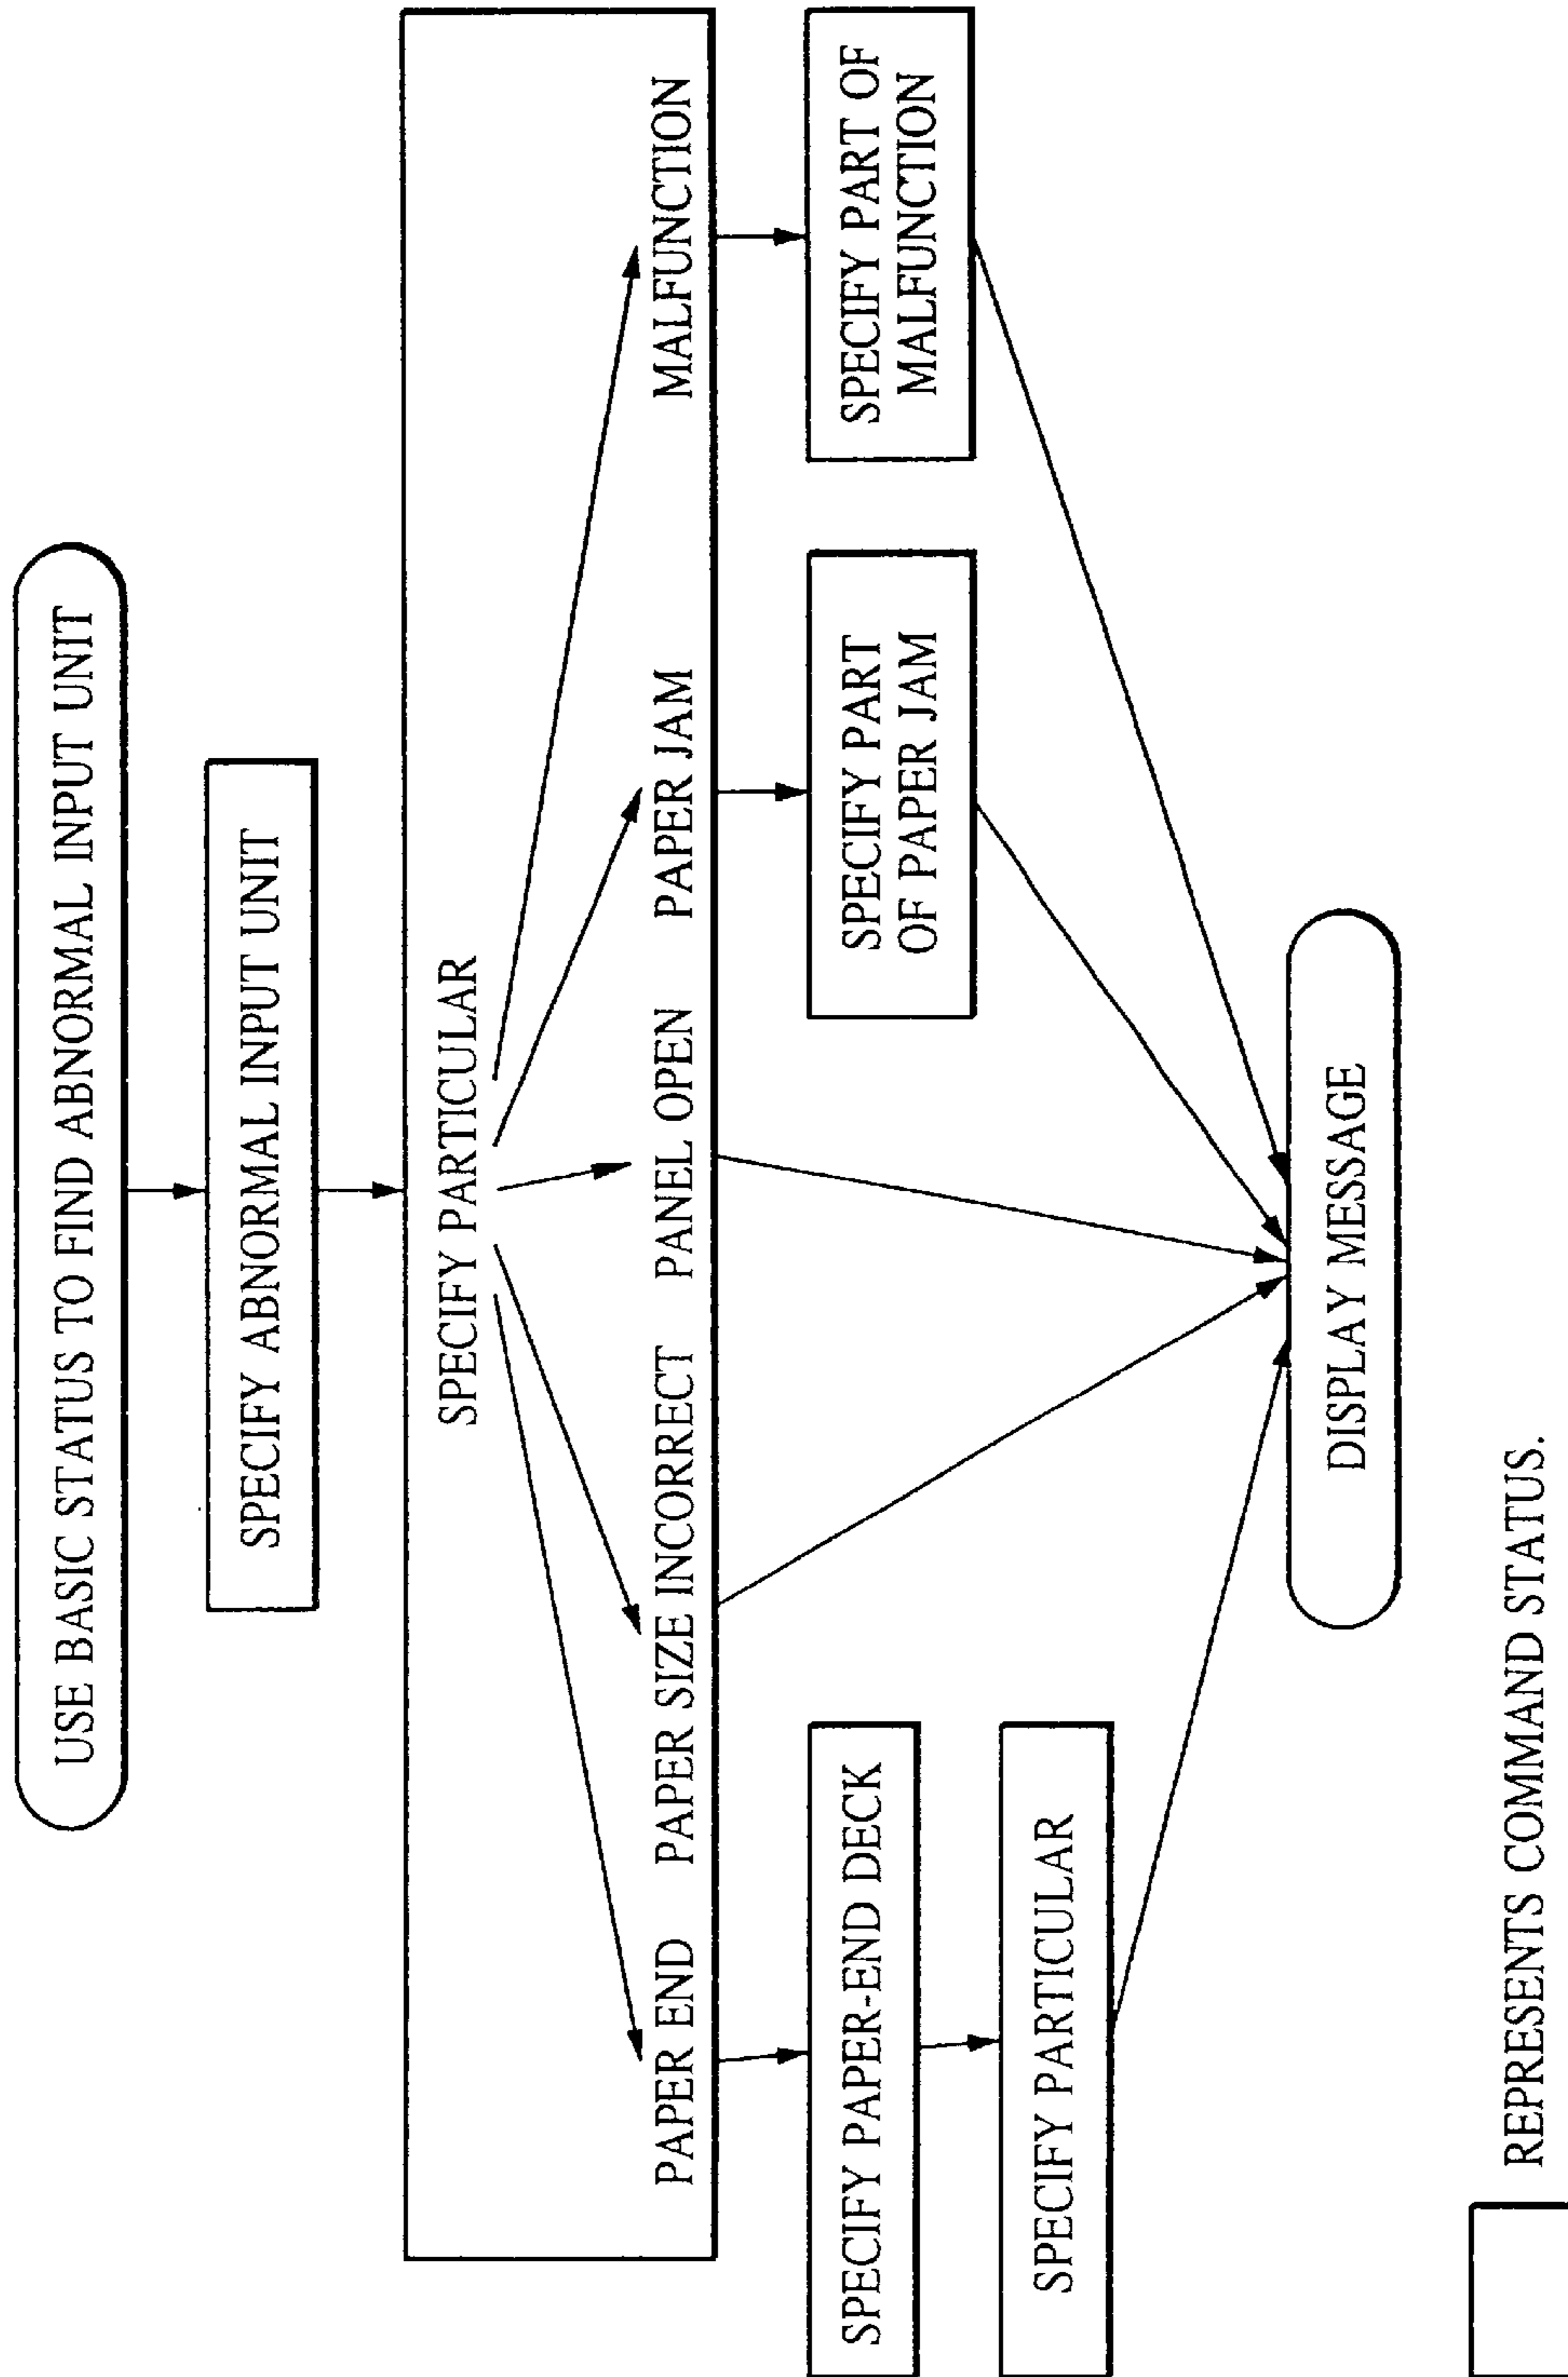 USE BASIC STATUS TO FIND ABNORMAL INPUT UNIT
SPECIFY ABNORMAL INPUT UNIT
SPECIFY PARTICULAR
PAPER END
PAPER SIZE INCORRECT
PANEL OPEN
PAPER JAM
MALFUNCTION
SPECIFY PAPER-END DECK
SPECIFY PART
OF PAPER JAM
SPECIFY PART OF
MALFUNCTION
SPECIFY PARTICULAR
DISPLAY MESSAGE
REPRESENTS COMMAND STATUS.